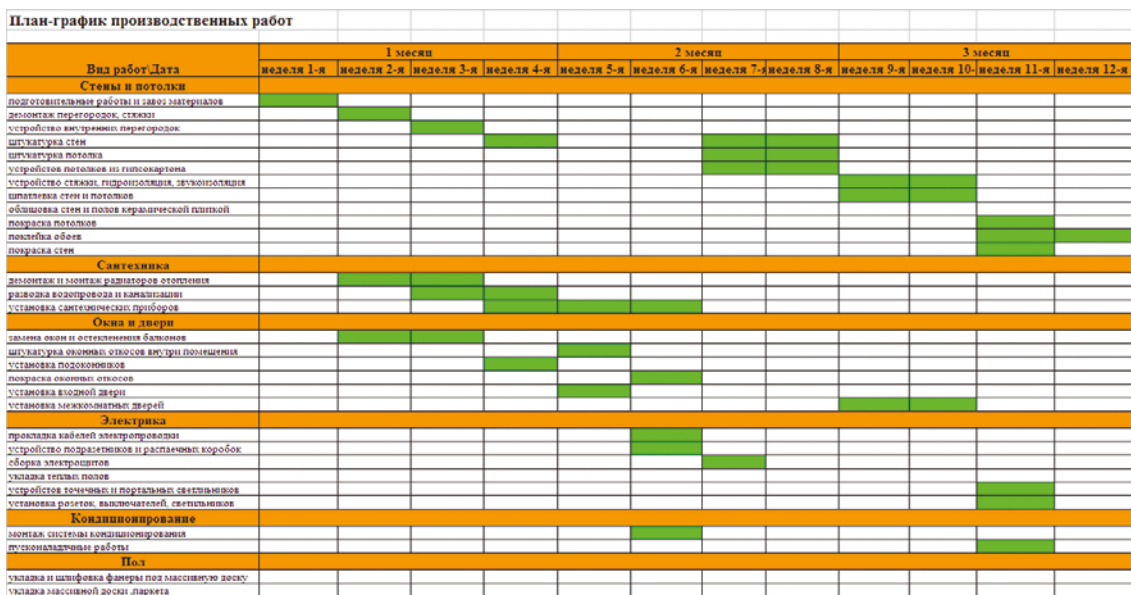 План-график производственных работ
1 месяц 2 месяц 3 месяц
Вид работ\Дата неделя 1-я неделя 2-я неделя 3-я неделя 4-я неделя 5-я неделя 6-я неделя 7-я неделя 8-я неделя 9-я неделя 10- неделя 11-я неделя 12-я
Стены и потолки
подготовительные работы и завоз материалов
демонтаж перегородок, стяжки
устройство внутренних перегородок
штукатурка стен
штукатурка потолка
устройстов потолков из гипсокартона
устройство стяжки, гидроизоляция, звукоизоляция
шпатлевка стен и потолков
облицовка стен и полов керамической плиткой
покраска потолков
поклейка обоев
покраска стен
Сантехника
демонтаж и монтаж радиаторов отопления
разводка водопровода и канализации
установка сантехнических приборов
Окна и двери
замена окон и остекленения балконов
штукатурка оконных откосов внутри помещения
установка подоконников
покраска оконных откосов
установка входной двери
установка межкомнатных дверей
Электрика
прокладка кабелей электропроводки
устройство подразетников и распаечных коробок
сборка электрощитов
укладка теплых полов
устройстов точечных и портальных светлиьников
установка розеток, выключателей, светильников
Кондиционирование
монтаж системы кондиционирования
пусконаладтчные работы
Пол
укладка и шлифовка фанеры под массивную доску
укладка массивной доски ,паркета